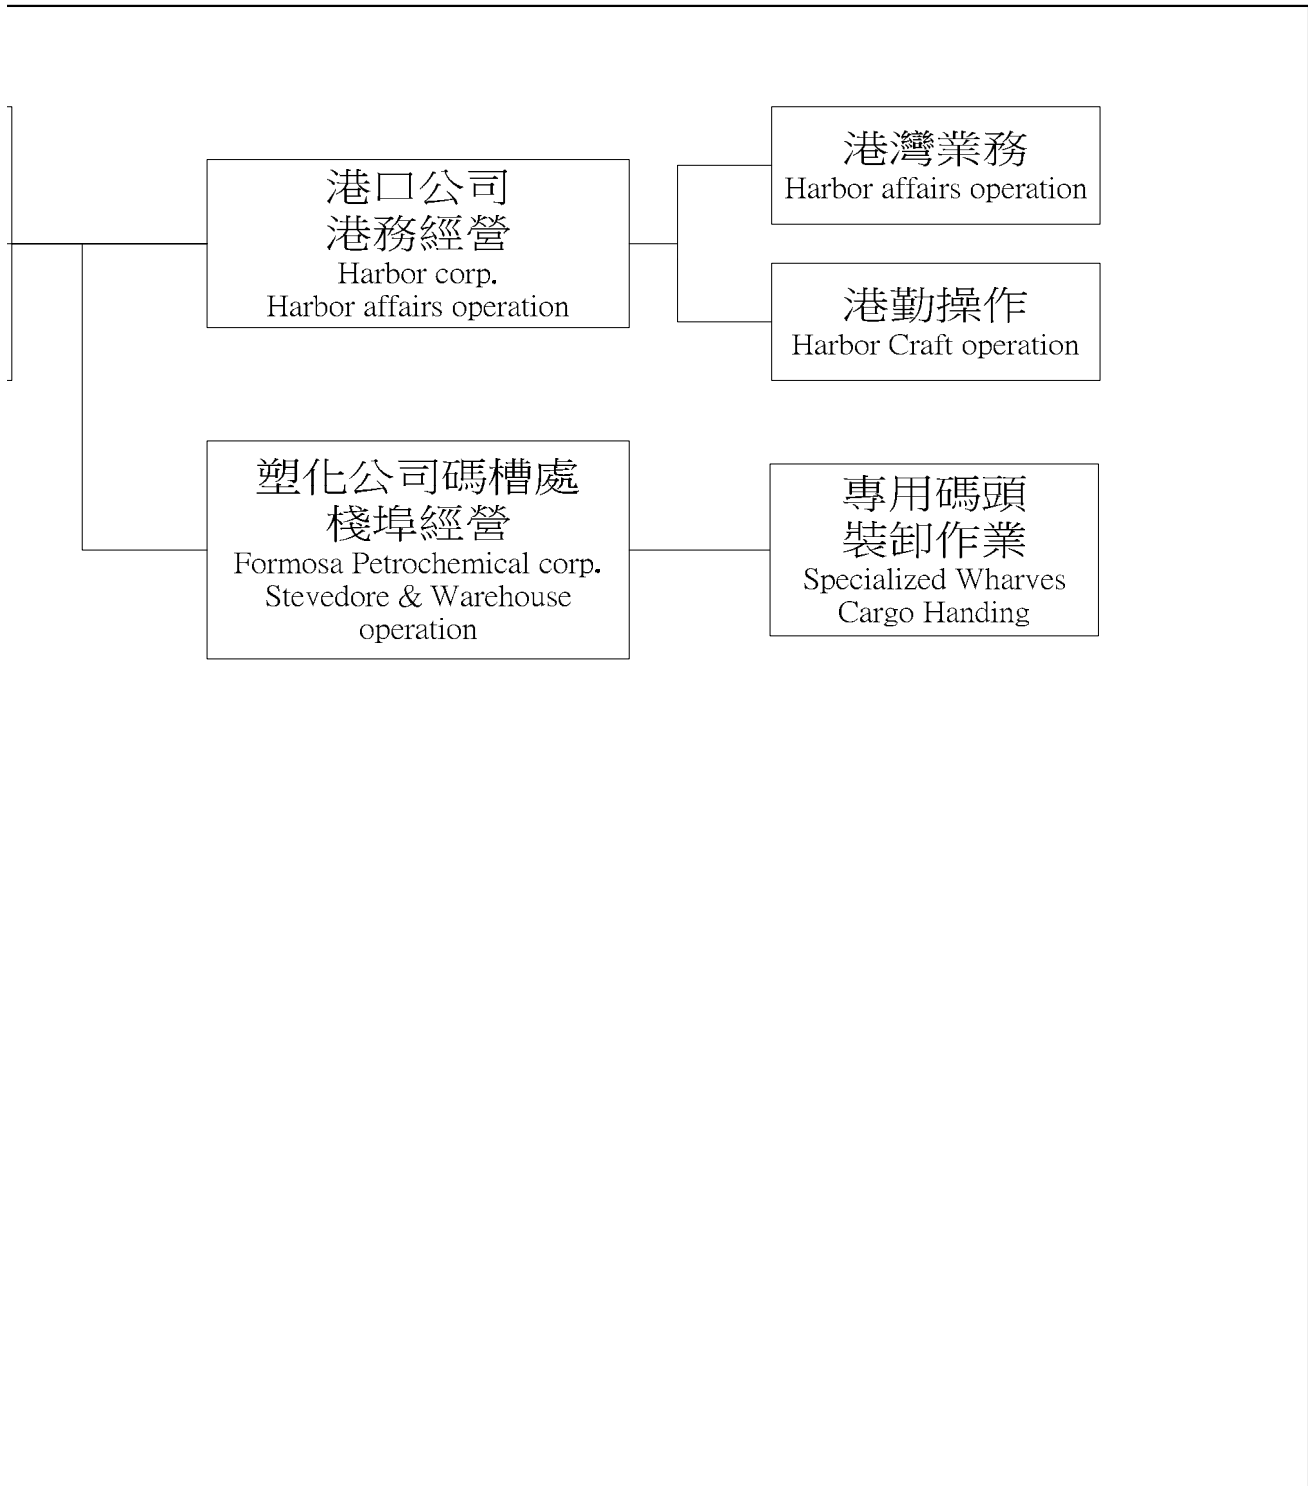 港口公司
港務經營
Harbor corp.
Harbor affairs operation
港灣業務
Harbor affairs operation
港勤操作
Harbor Craft operation
塑化公司碼槽處
棧埠經營
Formosa Petrochemical corp.
Stevedore & Warehouse
operation
專用碼頭
裝卸作業
Specialized Wharves
Cargo Handing